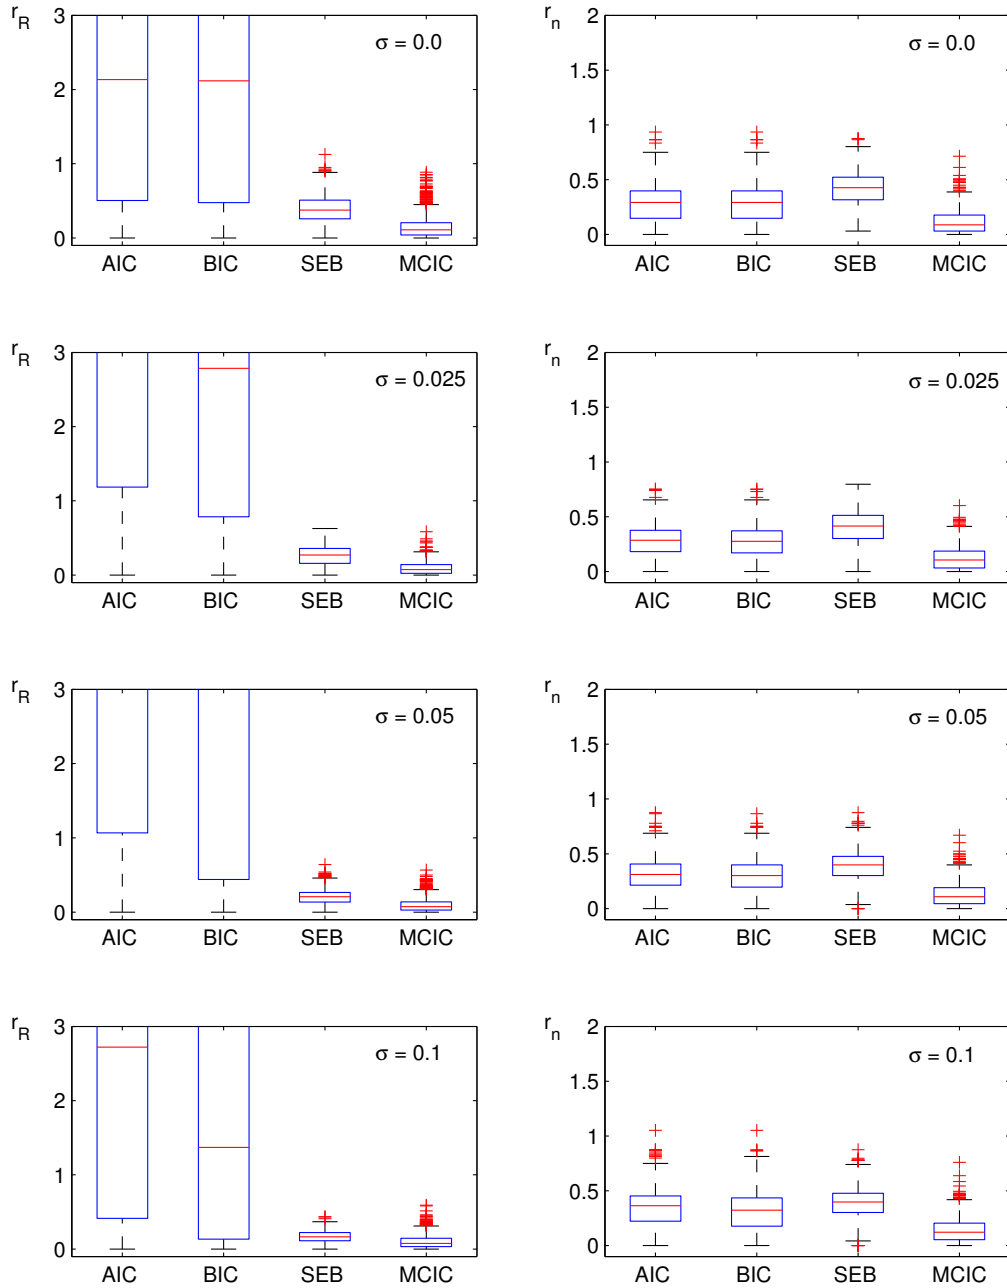 r_R
3
2
1
0
σ = 0.0
AIC BIC SEB MCIC
r_n
2
1.5
1
0.5
0
σ = 0.0
AIC BIC SEB MCIC
r_R
3
2
1
0
σ = 0.025
AIC BIC SEB MCIC
r_n
2
1.5
1
0.5
0
σ = 0.025
AIC BIC SEB MCIC
r_R
3
2
1
0
σ = 0.05
AIC BIC SEB MCIC
r_n
2
1.5
1
0.5
0
σ = 0.05
AIC BIC SEB MCIC
r_R
3
2
1
0
σ = 0.1
AIC BIC SEB MCIC
r_n
2
1.5
1
0.5
0
σ = 0.1
AIC BIC SEB MCIC